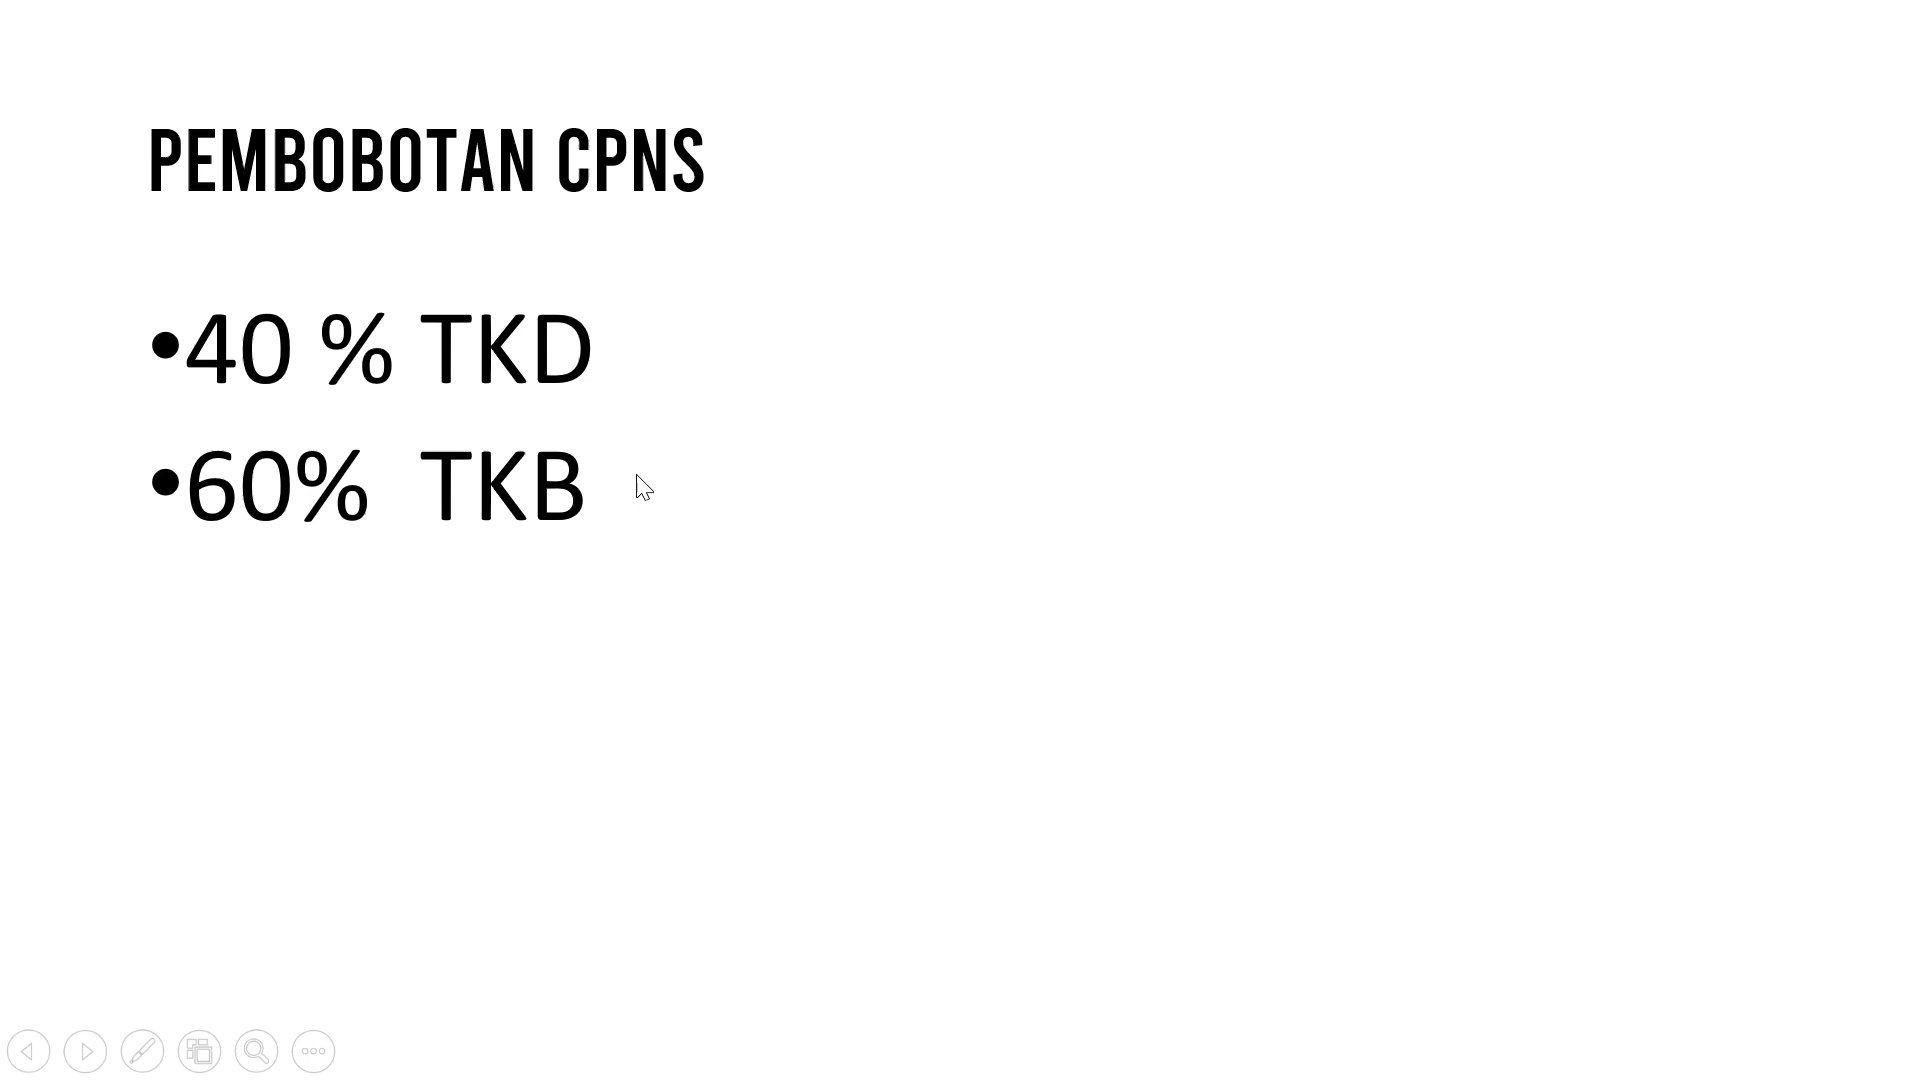 PEMBOBOTAN CPNS
•40 % TKD
•60%  TKB